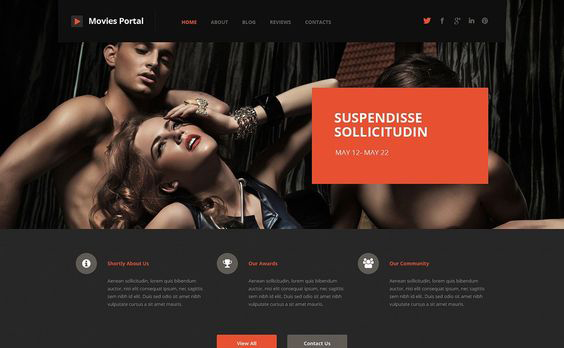 Movies Portal
HOME ABOUT BLOG REVIEWS CONTACTS
SUSPENDISSE
SOLLICITUDIN
MAY 12- MAY 22
Shortly About Us
Aenean sollicitudin, lorem quis bibendum
auctor, nisi elit consequat ipsum, nec sagittis
sem nibh id elit. Duis sed odio sit amet nibh
vulputate cursus a sit amet mauris.
Our Awards
Aenean sollicitudin, lorem quis bibendum
auctor, nisi elit consequat ipsum, nec sagittis
sem nibh id elit. Duis sed odio sit amet nibh
vulputate cursus a sit amet mauris.
Our Community
Aenean sollicitudin, lorem quis bibendum
auctor, nisi elit consequat ipsum, nec sagittis
sem nibh id elit. Duis sed odio sit amet nibh
vulputate cursus a sit amet mauris.
View All
Contact Us